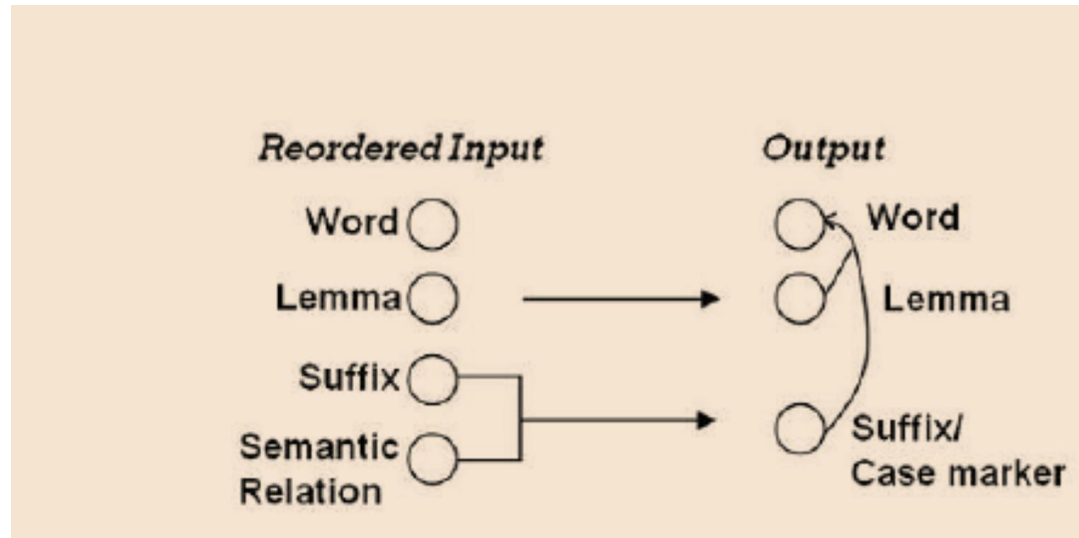 Reordered Input
Output
Word
Word
Lemma
Lemma
Suffix
Semantic
Relation
Suffix/
Case marker